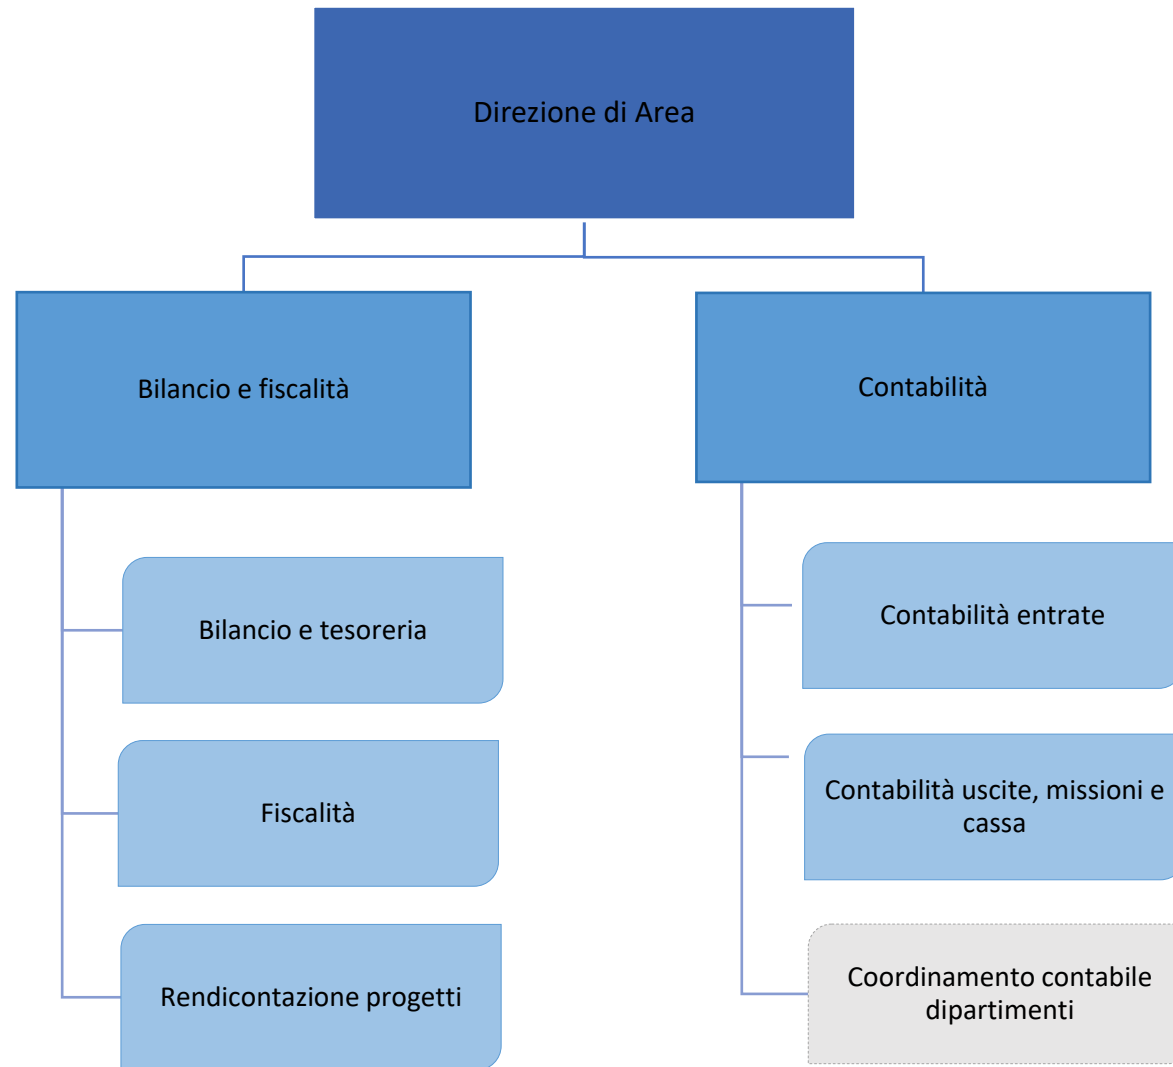 Direzione di Area
Bilancio e fiscalità
Contabilità
Bilancio e tesoreria
Contabilità entrate
Fiscalità
Contabilità uscite, missioni e
cassa
Rendicontazione progetti
Coordinamento contabile
dipartimenti